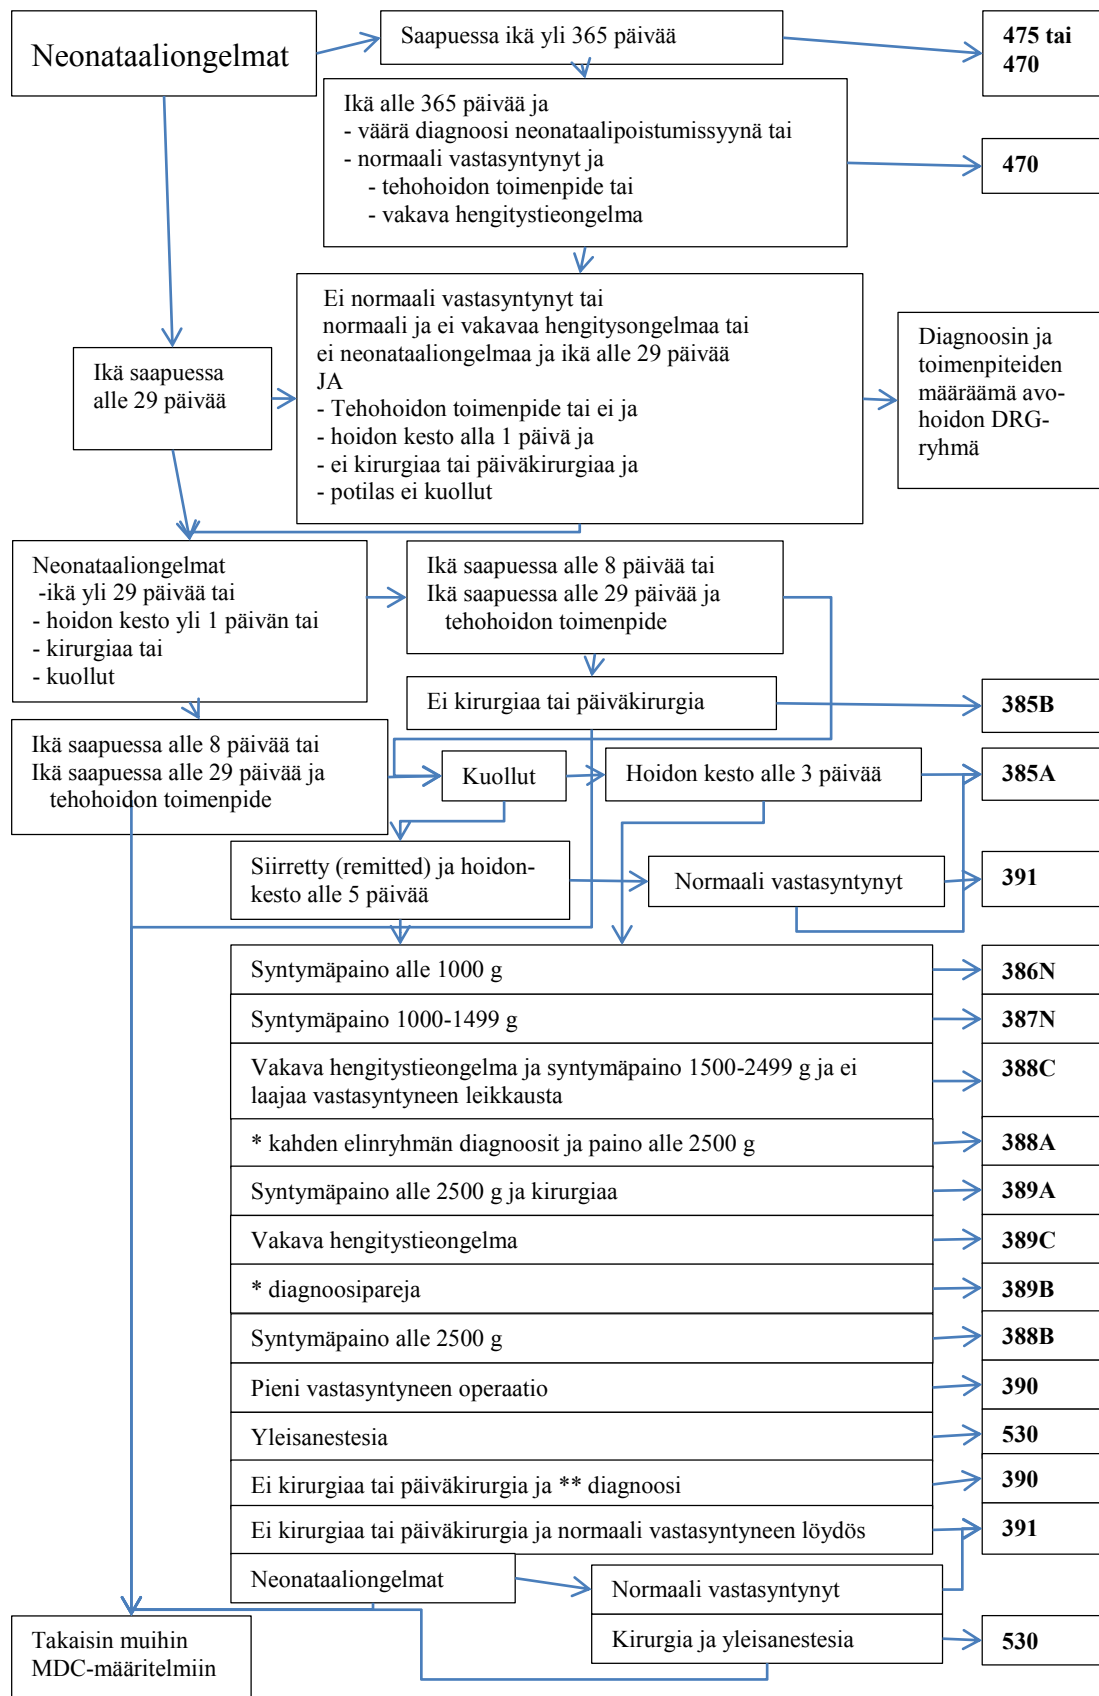 Neonataaliongelmat
Saapuessa ikä yli 365 päivää
475 tai
470
Ikä alle 365 päivää ja
- väärä diagnoosi neonataalipoistumissyynä tai
- normaali vastasyntynyt ja
- tehohoidon toimenpide tai
- vakava hengitystieongelma
470
Ei normaali vastasyntynyt tai
normaali ja ei vakavaa hengitysongelmaa tai
ei neonataaliongelmaa ja ikä alle 29 päivää
JA
- Tehohoidon toimenpide tai ei ja
- hoidon kesto alla 1 päivä ja
- ei kirurgiaa tai päiväkirurgiaa ja
- potilas ei kuollut
Ikä saapuessa
alle 29 päivää
Diagnoosin ja
toimenpiteiden
määräämä avo-
hoidon DRG-
ryhmä
Neonataaliongelmat
-ikä yli 29 päivää tai
- hoidon kesto yli 1 päivän tai
- kirurgiaa tai
- kuollut
Ikä saapuessa alle 8 päivää tai
Ikä saapuessa alle 29 päivää ja
tehohoidon toimenpide
Ei kirurgiaa tai päiväkirurgia
385B
Ikä saapuessa alle 8 päivää tai
Ikä saapuessa alle 29 päivää ja
tehohoidon toimenpide
Kuollut
Hoidon kesto alle 3 päivää
385A
Siirretty (remitted) ja hoidon-
kesto alle 5 päivää
Normaali vastasyntynyt
391
Syntymäpaino alle 1000 g
386N
Syntymäpaino 1000-1499 g
387N
Vakava hengitystieongelma ja syntymäpaino 1500-2499 g ja ei
laajaa vastasyntyneen leikkausta
388C
* kahden elinryhmän diagnoosit ja paino alle 2500 g
388A
Syntymäpaino alle 2500 g ja kirurgiaa
389A
Vakava hengitystieongelma
389C
* diagnoosipareja
389B
Syntymäpaino alle 2500 g
388B
Pieni vastasyntyneen operaatio
390
Yleisanestesia
530
Ei kirurgiaa tai päiväkirurgia ja ** diagnoosi
390
Ei kirurgiaa tai päiväkirurgia ja normaali vastasyntyneen löydös
391
Neonataaliongelmat
Normaali vastasyntynyt
Kirurgia ja yleisanestesia
530
Takaisin muihin
MDC-määritelmiin